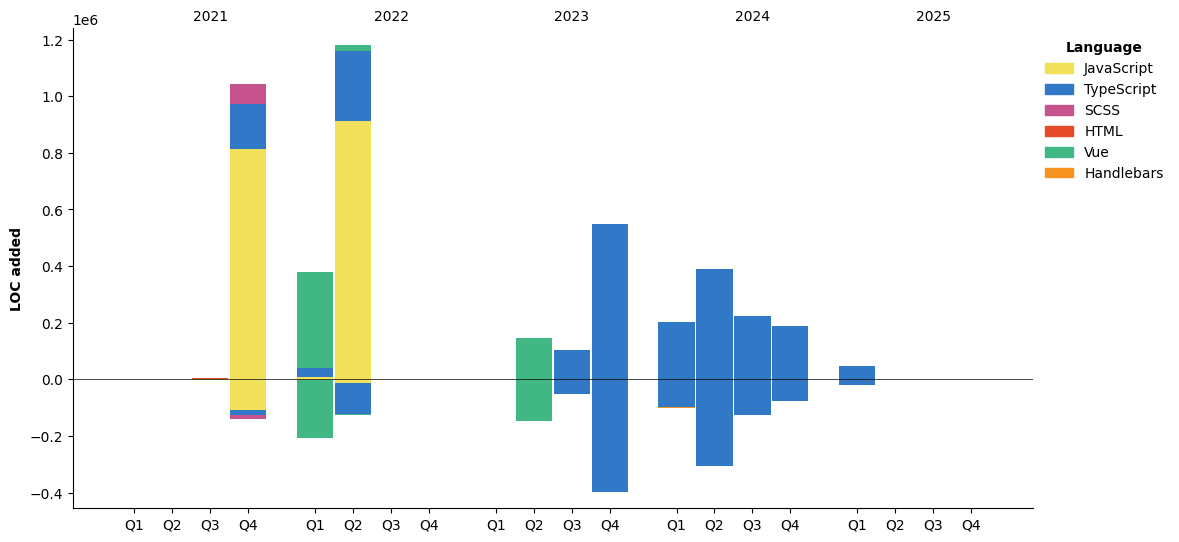 1e6
2021 2022 2023 2024 2025
1.2
1.0
0.8
0.6
0.4
0.2
0.0
−0.2
−0.4
LOC added
Q1 Q2 Q3 Q4 Q1 Q2 Q3 Q4 Q1 Q2 Q3 Q4 Q1 Q2 Q3 Q4 Q1 Q2 Q3 Q4
Language
JavaScript
TypeScript
SCSS
HTML
Vue
Handlebars